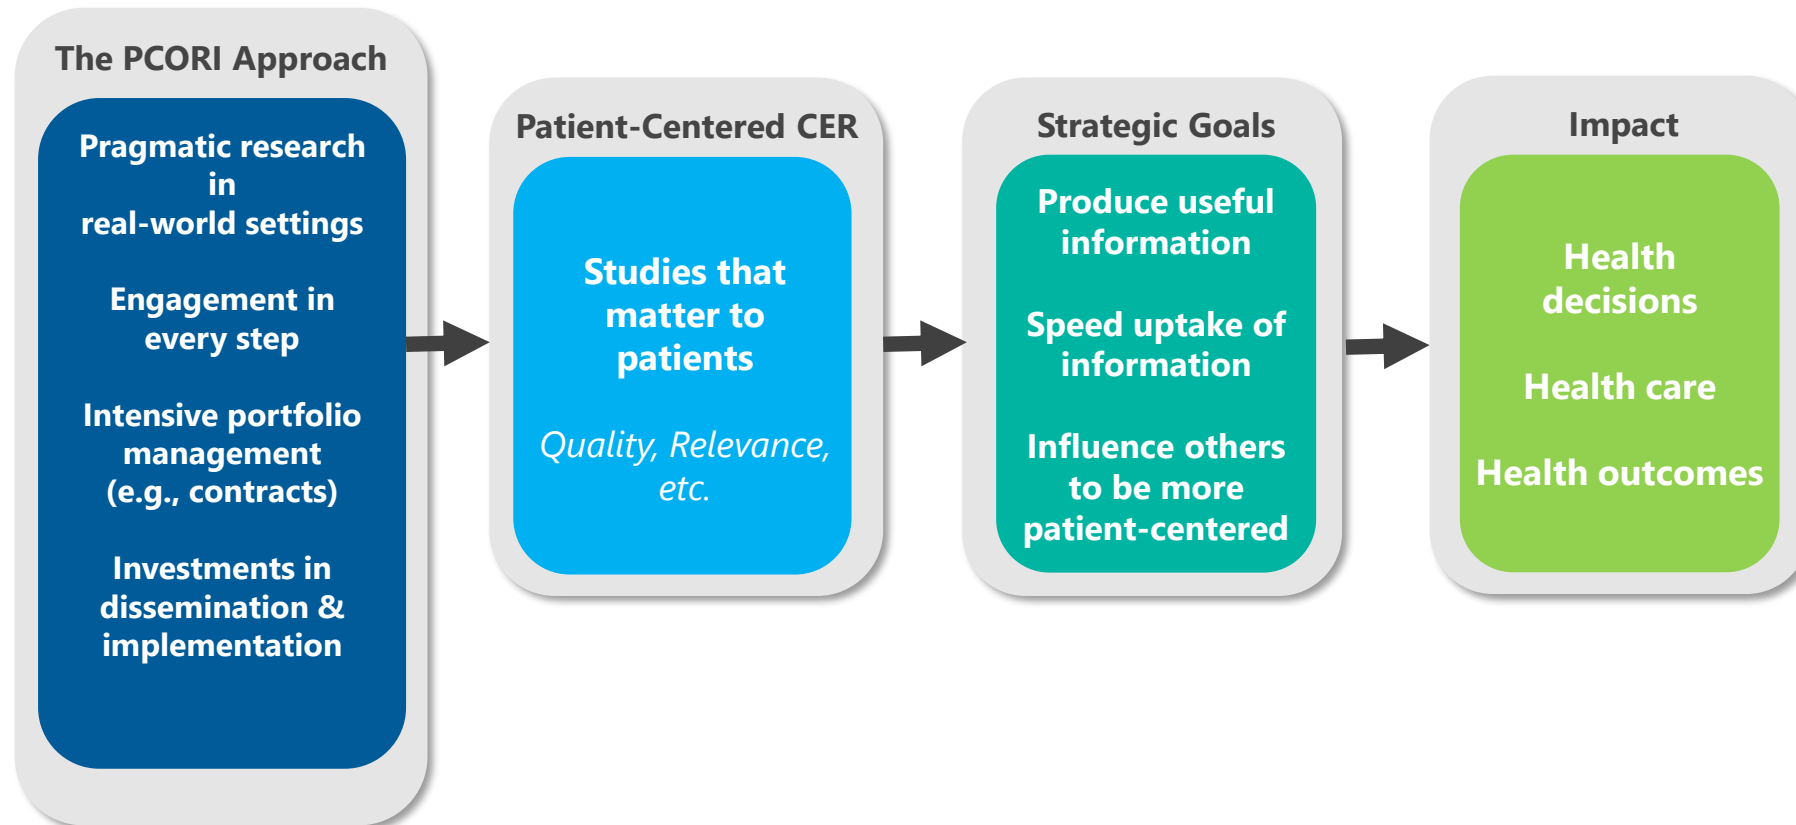 The PCORI Approach
Pragmatic research
in
real-world settings
Engagement in
every step
Intensive portfolio
management
(e.g., contracts)
Investments in
dissemination &
implementation
Patient-Centered CER
Studies that
matter to
patients
Quality, Relevance,
etc.
Strategic Goals
Produce useful
information
Speed uptake of
information
Influence others
to be more
patient-centered
Impact
Health
decisions
Health care
Health outcomes